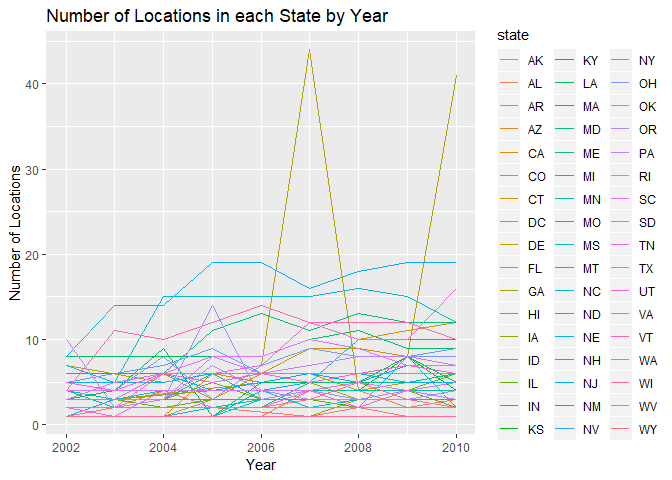 Number of Locations in each State by Year
Number of Locations
40
30
20
10
0
2002 2004 2006 2008 2010
Year
state
AK KY NY
AL LA OH
AR MA OK
AZ MD OR
CA ME PA
CO MI RI
CT MN SC
DC MO SD
DE MS TN
FL MT TX
GA NC UT
HI ND VA
IA NE VT
ID NH WA
IL NJ WI
IN NM WV
KS NV WY